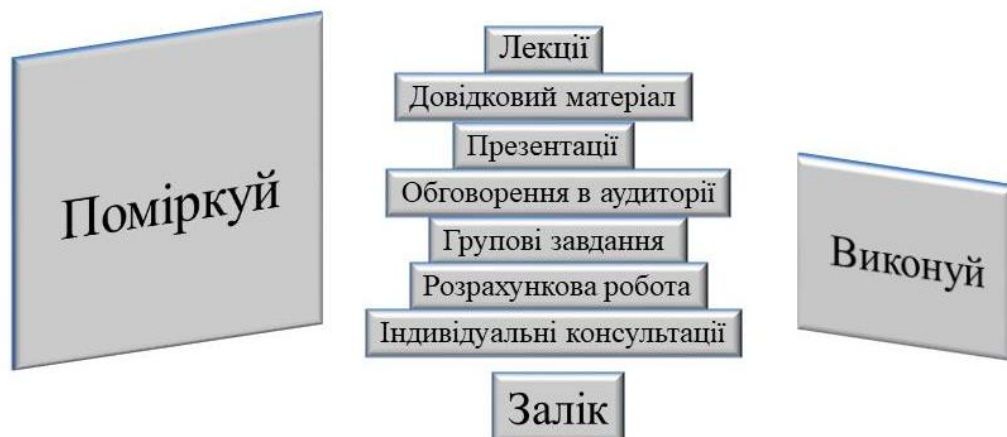 Поміркуй
Лекції
Довідковий матеріал
Презентації
Обговорення в аудиторії
Групові завдання
Розрахункова робота
Індивідуальні консультації
Залік
Виконуй